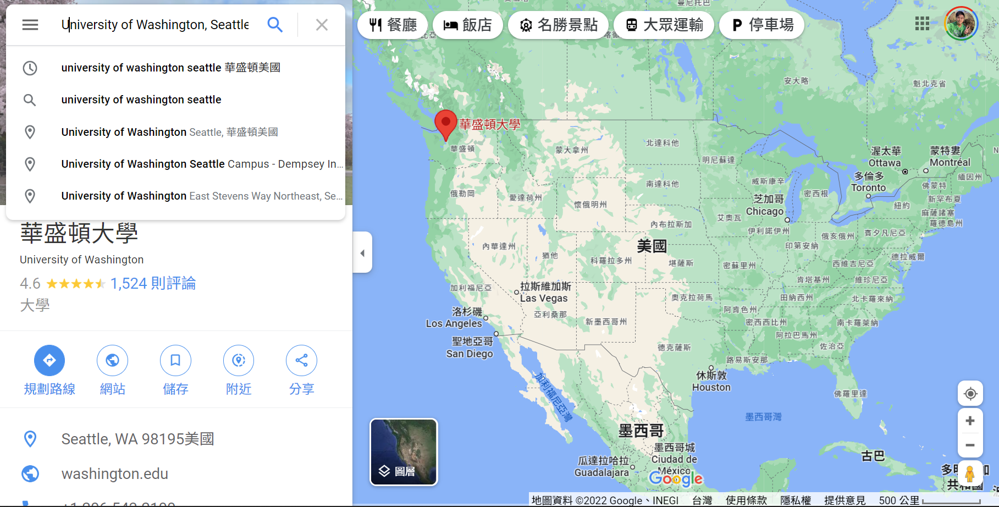 University of Washington, Seattle
university of washington seattle 華盛頓美國
university of washington seattle
University of Washington Seattle, 華盛頓美國
University of Washington Seattle Campus - Dempsey In...
University of Washington East Stevens Way Northeast, Se...
華盛頓大學
University of Washington
4.6 1,524 則評論
大學
規劃路線 網站 儲存 附近 分享
Seattle, WA 98195美國
washington.edu
餐廳 飯店 名勝景點 大眾運輸 停車場
安大略
魁北克省
華盛頓大學
華盛頓
蒙大拿州
北達科他
明尼蘇達
渥太華
Ottawa
蒙特婁
Montréal
多倫多
Toronto
緬因州
俄勒岡
愛達荷州
懷俄明州
南達科他
威斯康辛
密西根
佛蒙特
新罕布夏
紐約
麻薩諸塞
羅德島州
芝加哥
Chicago
艾奧瓦
內布拉斯加
伊利諾伊州
俄亥俄州
賓夕凡尼亞
印第安納
美國
內華達州
猶他
科羅拉多州
堪薩斯
密蘇里州
西維吉尼亞
德拉威爾
肯塔基州
維珍尼亞
加利福尼亞
拉斯維加斯
Las Vegas
奧克拉荷馬
田納西州
北卡羅來納
洛杉磯
Los Angeles
亞利桑那
新墨西哥州
阿肯色州
密西西比州
南卡羅萊納
聖地亞哥
San Diego
阿拉巴馬州
佐治亞
德克薩斯
路易斯安那
休斯敦
Houston
佛羅里達
加利福尼亞灣
墨西哥灣
墨西哥
墨西哥城
Ciudad de
México
瓜達拉哈拉
Guadalajara
古巴
圖層
Google
地圖資料 ©2022 Google、INEGI 台灣 使用條款 隱私權 提供意見 500 公里